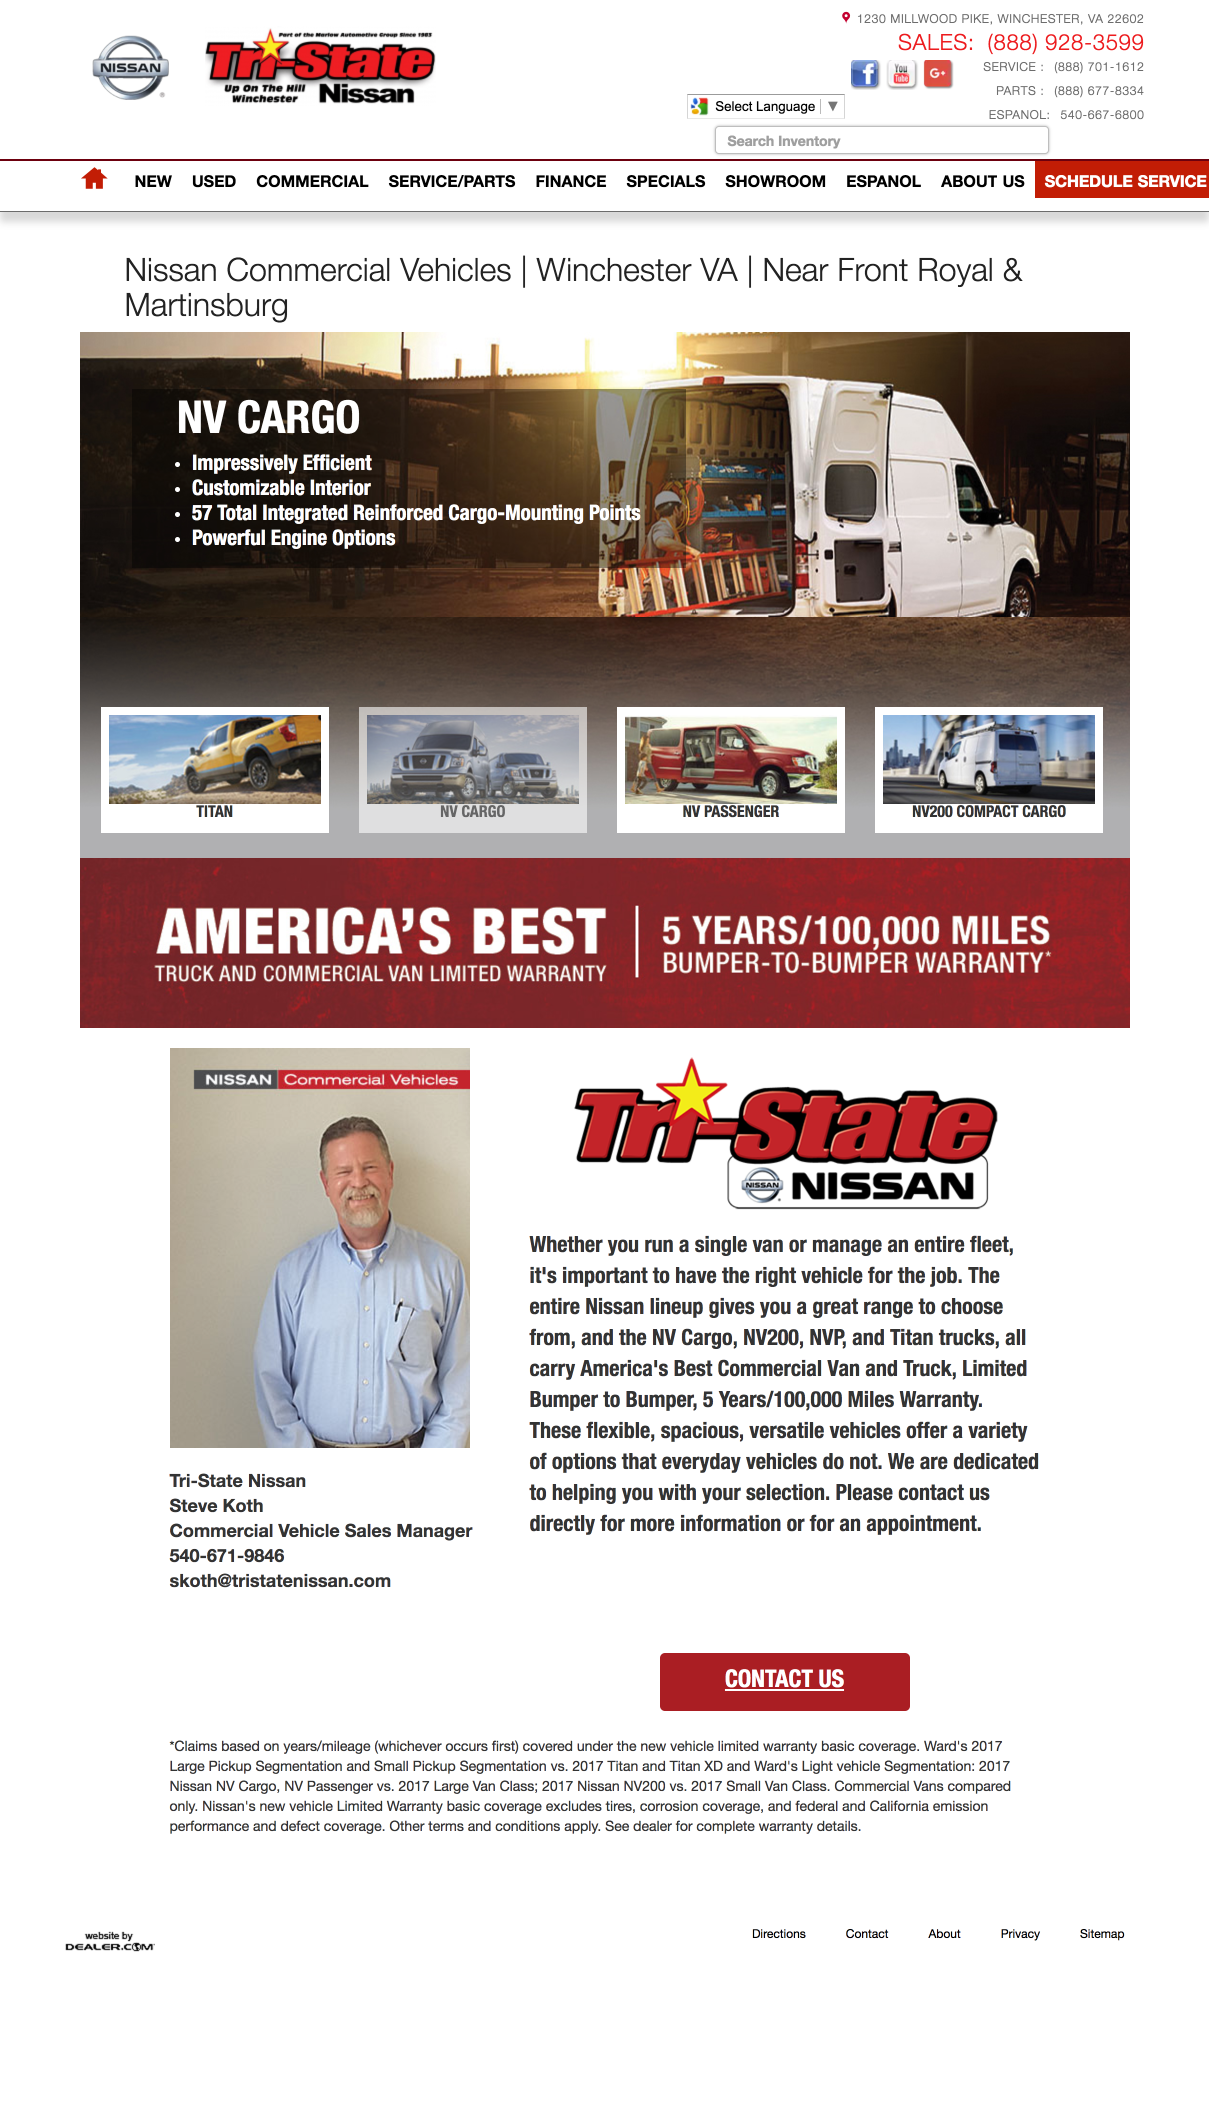 1230 MILLWOOD PIKE, WINCHESTER, VA 22602
SALES: (888) 928-3599
SERVICE : (888) 701-1612
PARTS : (888) 677-8334
ESPANOL: 540-667-6800
NISSAN
Part of the Marlow Automotive Group Since 1983
Tri-State
Up On The Hill
Winchester
Nissan
You
Tube
G+
Select Language ▼
Search Inventory
NEW USED COMMERCIAL SERVICE/PARTS FINANCE SPECIALS SHOWROOM ESPANOL ABOUT US SCHEDULE SERVICE
Nissan Commercial Vehicles | Winchester VA | Near Front Royal &
Martinsburg
NV CARGO
• Impressively Efficient
• Customizable Interior
• 57 Total Integrated Reinforced Cargo-Mounting Points
• Powerful Engine Options
TITAN
NV CARGO
NV PASSENGER
NV200 COMPACT CARGO
AMERICA'S BEST
TRUCK AND COMMERCIAL VAN LIMITED WARRANTY
5 YEARS/100,000 MILES
BUMPER-TO-BUMPER WARRANTY*
NISSAN Commercial Vehicles
Tri-State Nissan
Steve Koth
Commercial Vehicle Sales Manager
540-671-9846
skoth@tristatenissan.com
Tri-State
NISSAN NISSAN
Whether you run a single van or manage an entire fleet,
it's important to have the right vehicle for the job. The
entire Nissan lineup gives you a great range to choose
from, and the NV Cargo, NV200, NVP, and Titan trucks, all
carry America's Best Commercial Van and Truck, Limited
Bumper to Bumper, 5 Years/100,000 Miles Warranty.
These flexible, spacious, versatile vehicles offer a variety
of options that everyday vehicles do not. We are dedicated
to helping you with your selection. Please contact us
directly for more information or for an appointment.
CONTACT US
*Claims based on years/mileage (whichever occurs first) covered under the new vehicle limited warranty basic coverage. Ward's 2017
Large Pickup Segmentation and Small Pickup Segmentation vs. 2017 Titan and Titan XD and Ward's Light vehicle Segmentation: 2017
Nissan NV Cargo, NV Passenger vs. 2017 Large Van Class; 2017 Nissan NV200 vs. 2017 Small Van Class. Commercial Vans compared
only. Nissan's new vehicle Limited Warranty basic coverage excludes tires, corrosion coverage, and federal and California emission
performance and defect coverage. Other terms and conditions apply. See dealer for complete warranty details.
website by
DEALER.COM
Directions Contact About Privacy Sitemap